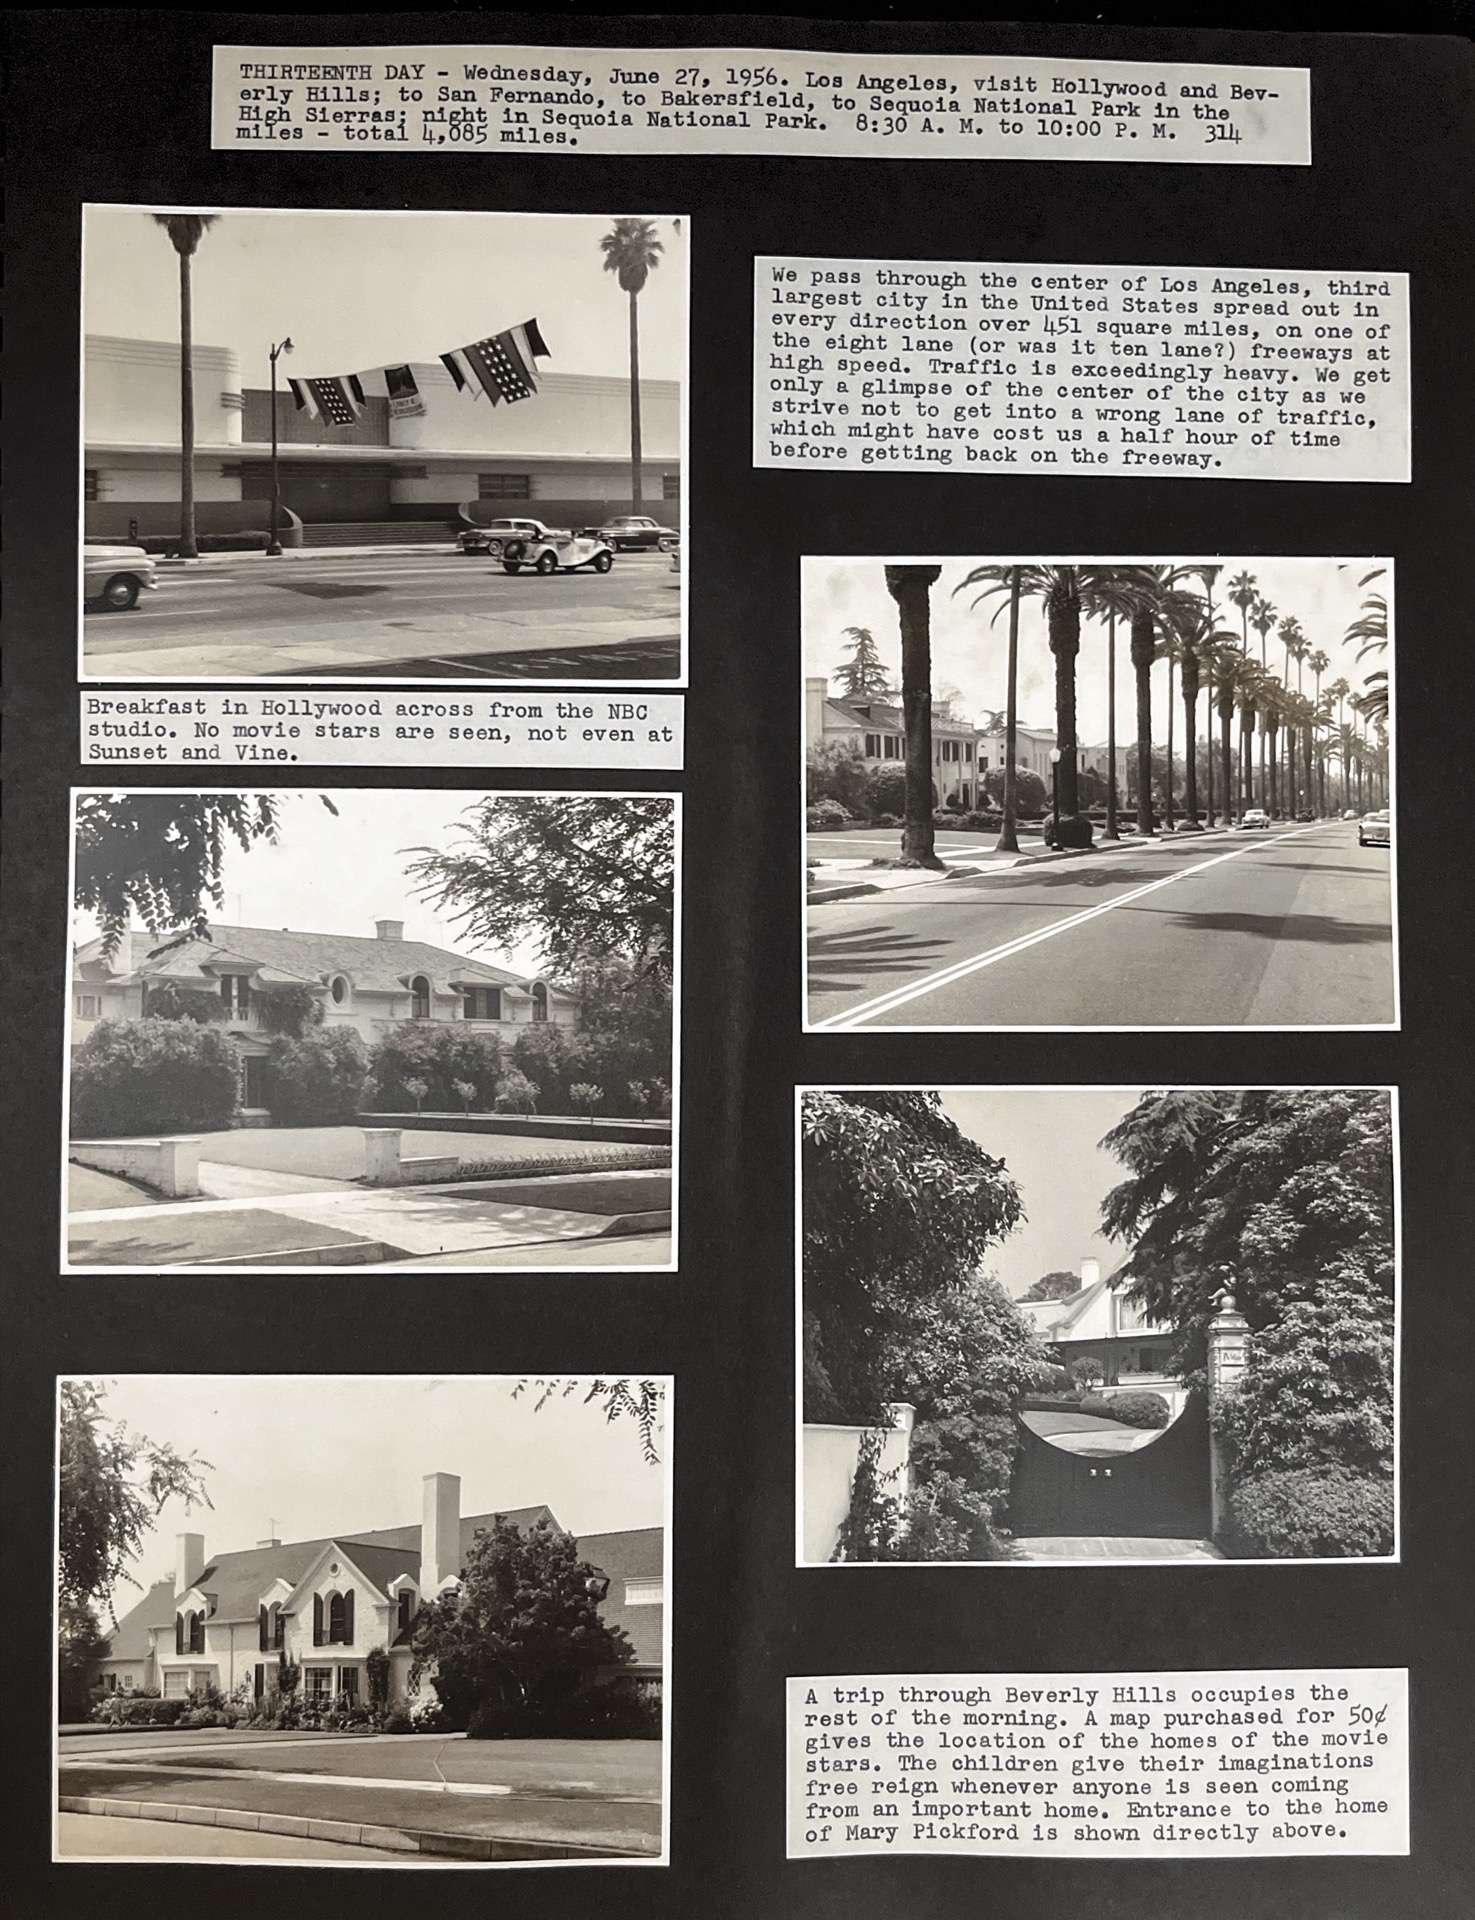 THIRTEENTH DAY - Wednesday, June 27, 1956. Los Angeles, visit Hollywood and Bev-
erly Hills; to San Fernando, to Bakersfield, to Sequoia National Park in the
High Sierras; night in Sequoia National Park. 8:30 A. M. to 10:00 P. M. 314
miles - total 4,085 miles.
We pass through the center of Los Angeles, third
largest city in the United States spread out in
every direction over 451 square miles, on one of
the eight lane (or was it ten lane?) freeways at
high speed. Traffic is exceedingly heavy. We get
only a glimpse of the center of the city as we
strive not to get into a wrong lane of traffic,
which might have cost us a half hour of time
before getting back on the freeway.
Breakfast in Hollywood across from the NBC
studio. No movie stars are seen, not even at
Sunset and Vine.
A trip through Beverly Hills occupies the
rest of the morning. A map purchased for 50¢
gives the location of the homes of the movie
stars. The children give their imaginations
free reign whenever anyone is seen coming
from an important home. Entrance to the home
of Mary Pickford is shown directly above.